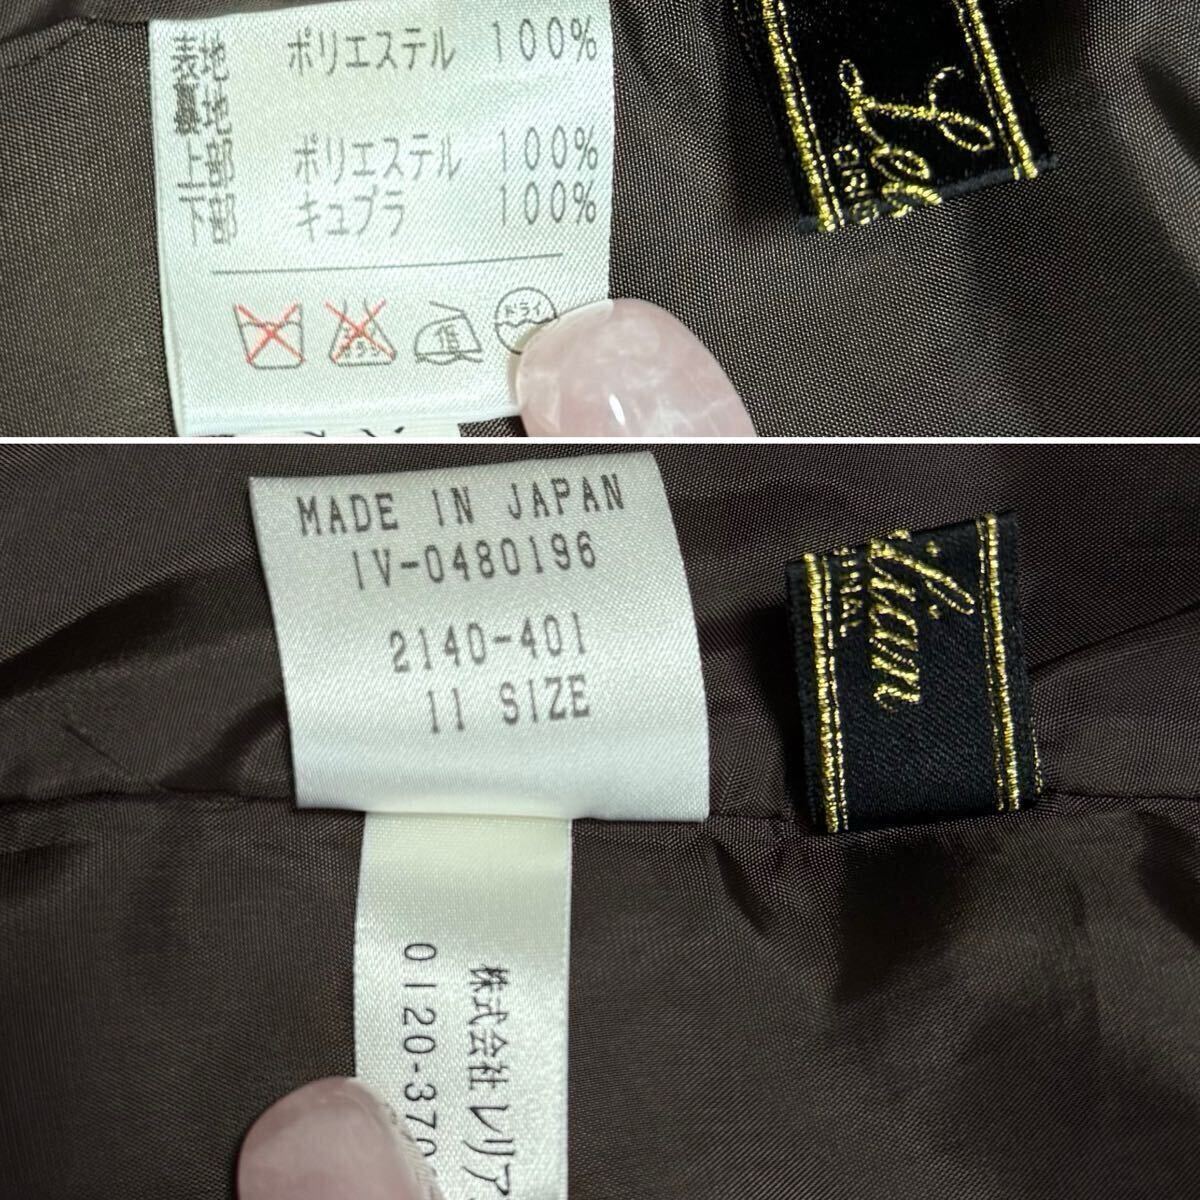 表地 ポリエステル 100%
裏地
上部 ポリエステル 100%
下部 キュプラ 100%
低
ドライ
MADE IN JAPAN
IV-0480196
2140-401
11 SIZE
株式会社レリア
0120-370